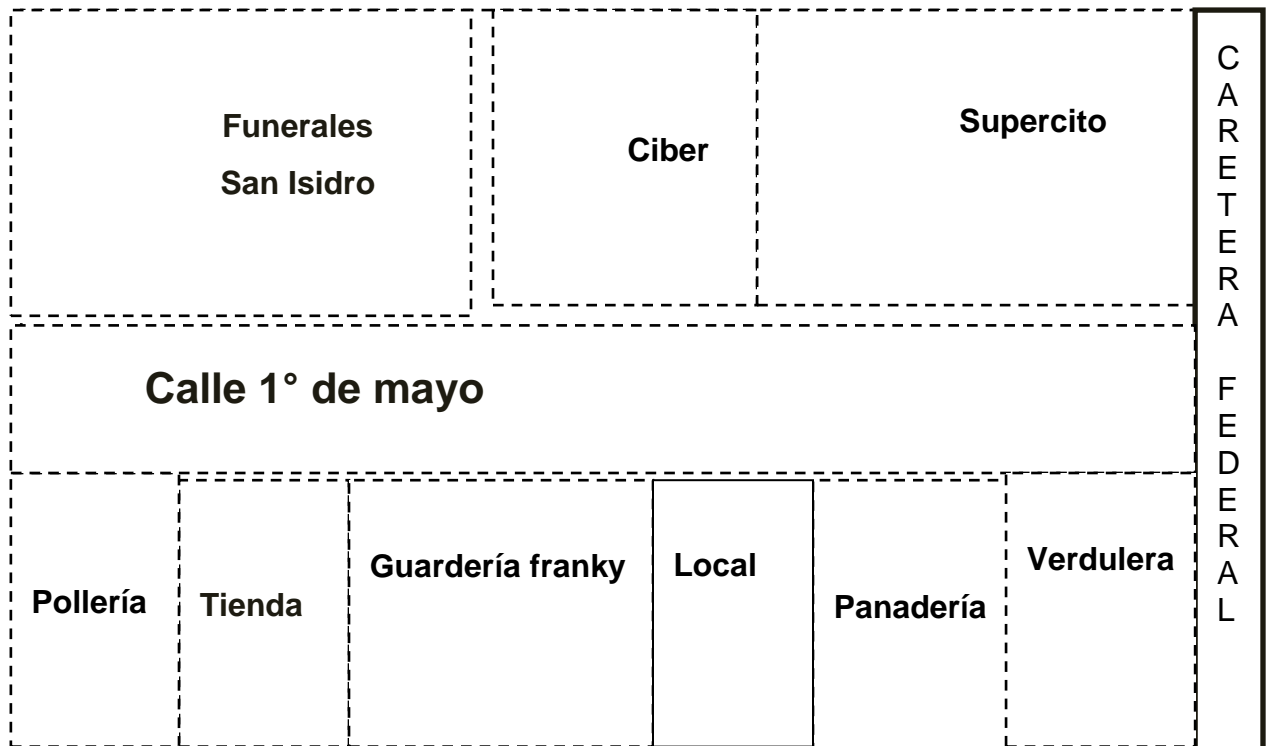 Funerales
San Isidro
Ciber
Supercito
CARETERA FEDERAL
Calle 1° de mayo
Pollería
Tienda
Guardería franky
Local
Panadería
Verdulera